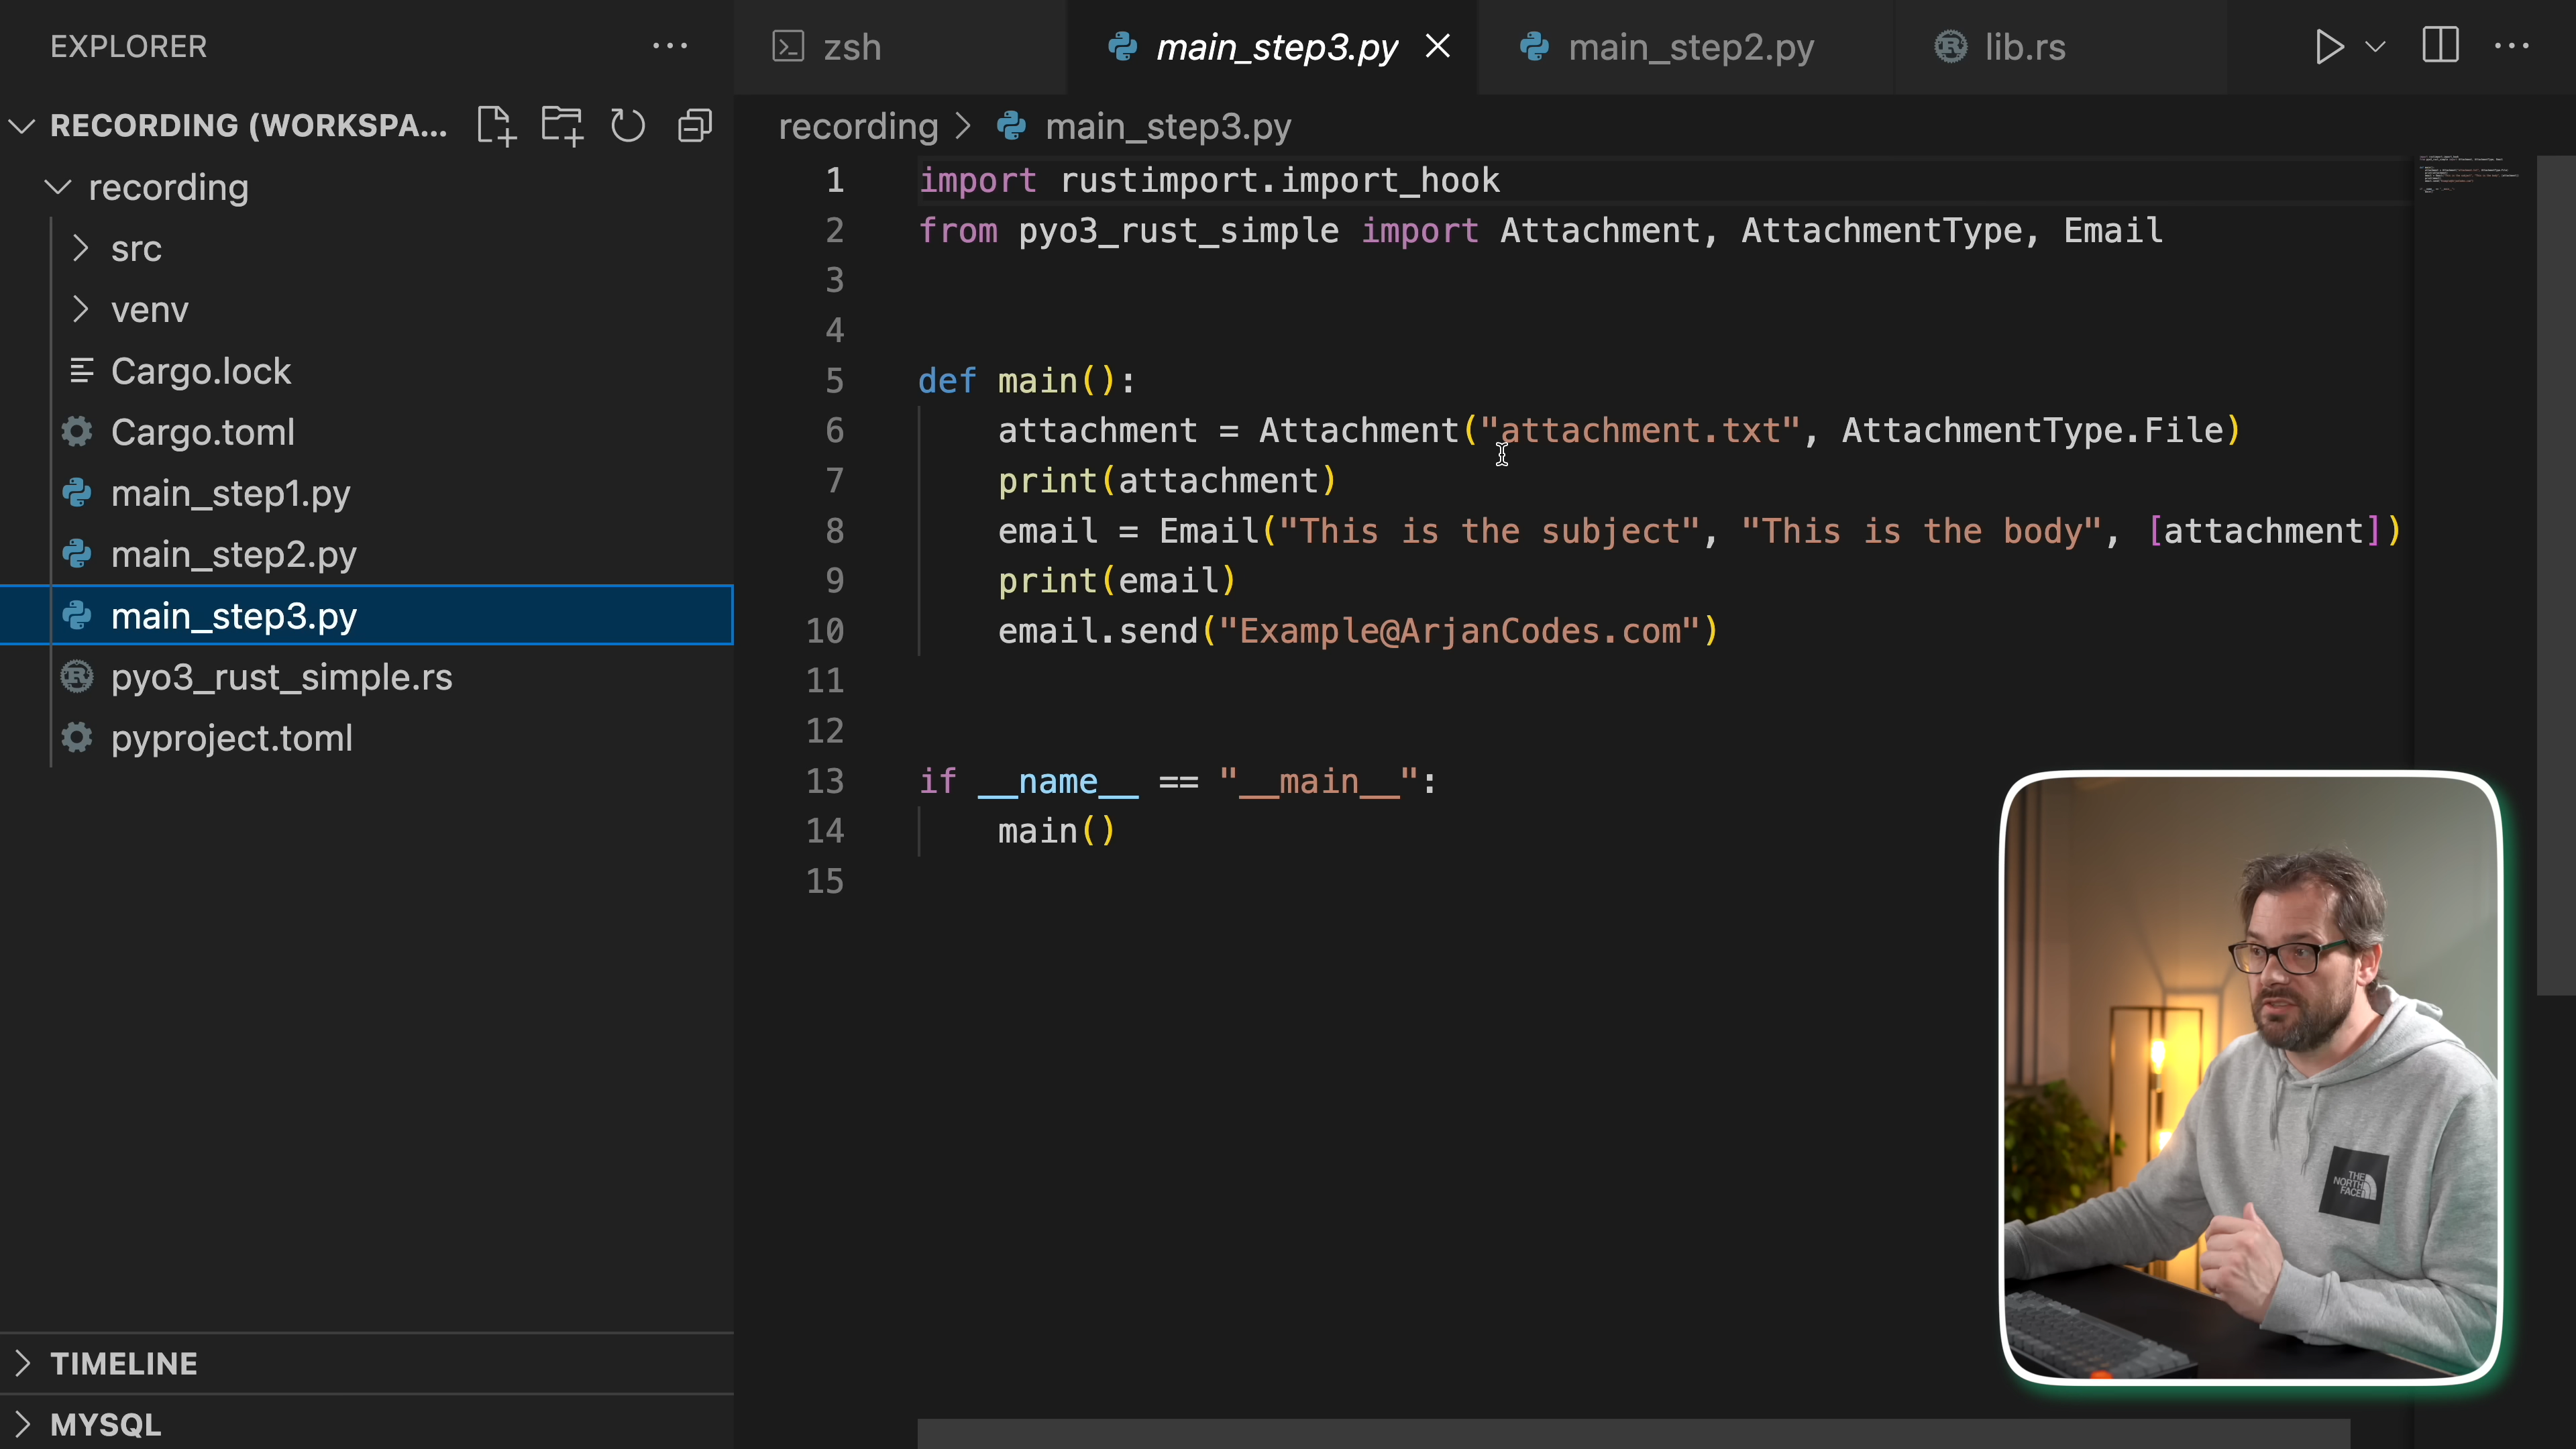 EXPLORER
RECORDING (WORKSPA...
recording
src
venv
Cargo.lock
Cargo.toml
main_step1.py
main_step2.py
main_step3.py
pyo3_rust_simple.rs
pyproject.toml
TIMELINE
MYSQL
zsh
main_step3.py
main_step2.py
lib.rs
recording > main_step3.py
1 import rustimport.import_hook
2 from pyo3_rust_simple import Attachment, AttachmentType, Email
3
4
5 def main():
6     attachment = Attachment("attachment.txt", AttachmentType.File)
7     print(attachment)
8     email = Email("This is the subject", "This is the body", [attachment])
9     print(email)
10     email.send("Example@ArjanCodes.com")
11
12
13 if __name__ == "__main__":
14     main()
15
THE
NORTH
FACE